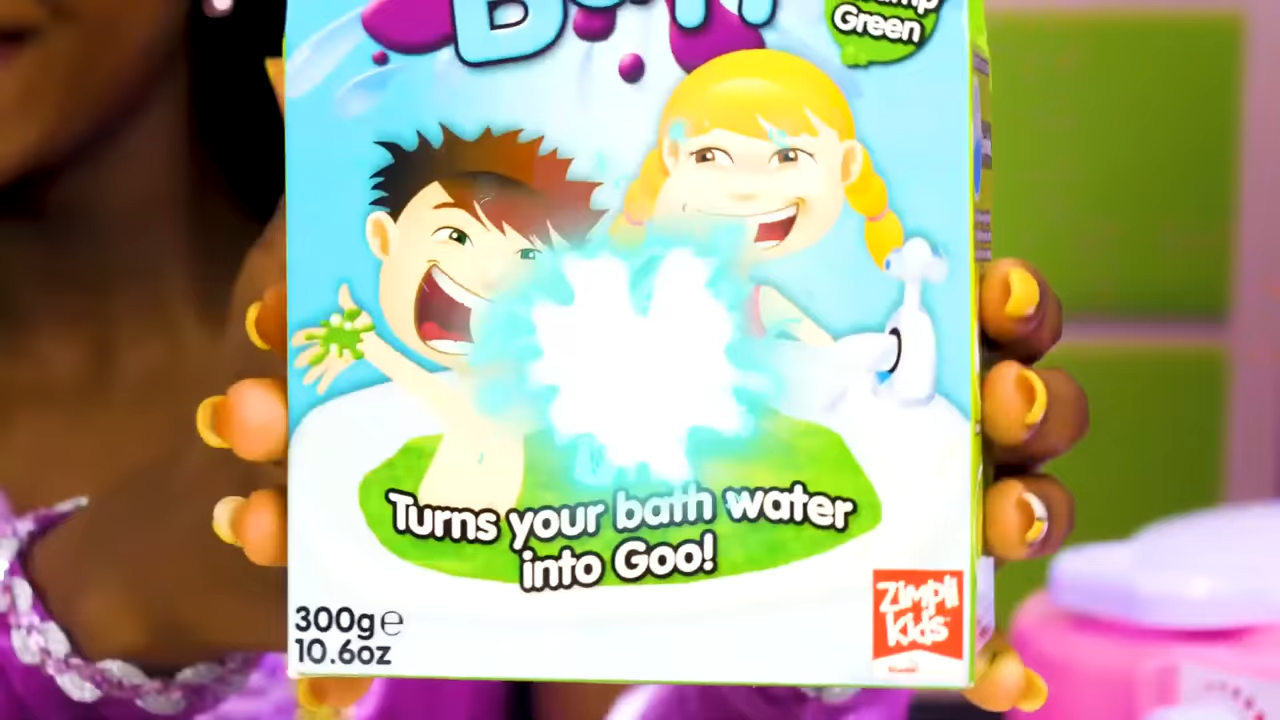 Green
Turns your bath water
into Goo!
300g℮
10.6oz
Zimpli
Kids